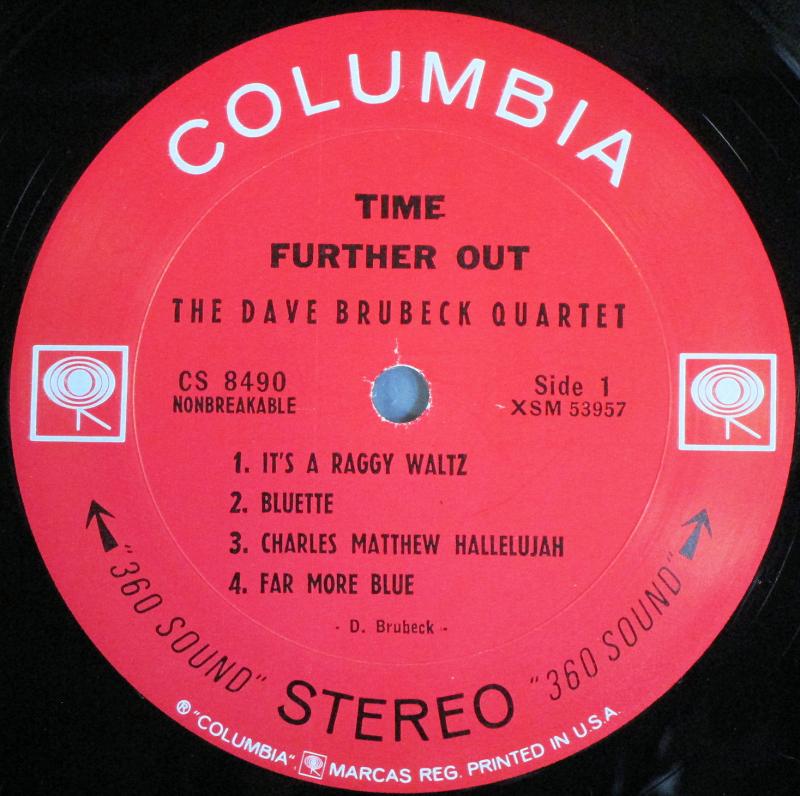 COLUMBIA
TIME
FURTHER OUT
THE DAVE BRUBECK QUARTET
CS 8490
NONBREAKABLE
Side 1
XSM 53957
1. IT'S A RAGGY WALTZ
2. BLUETTE
3. CHARLES MATTHEW HALLELUJAH
4. FAR MORE BLUE
- D. Brubeck -
"360 SOUND" STEREO "360 SOUND"
® "COLUMBIA", MARCAS REG. PRINTED IN U.S.A.